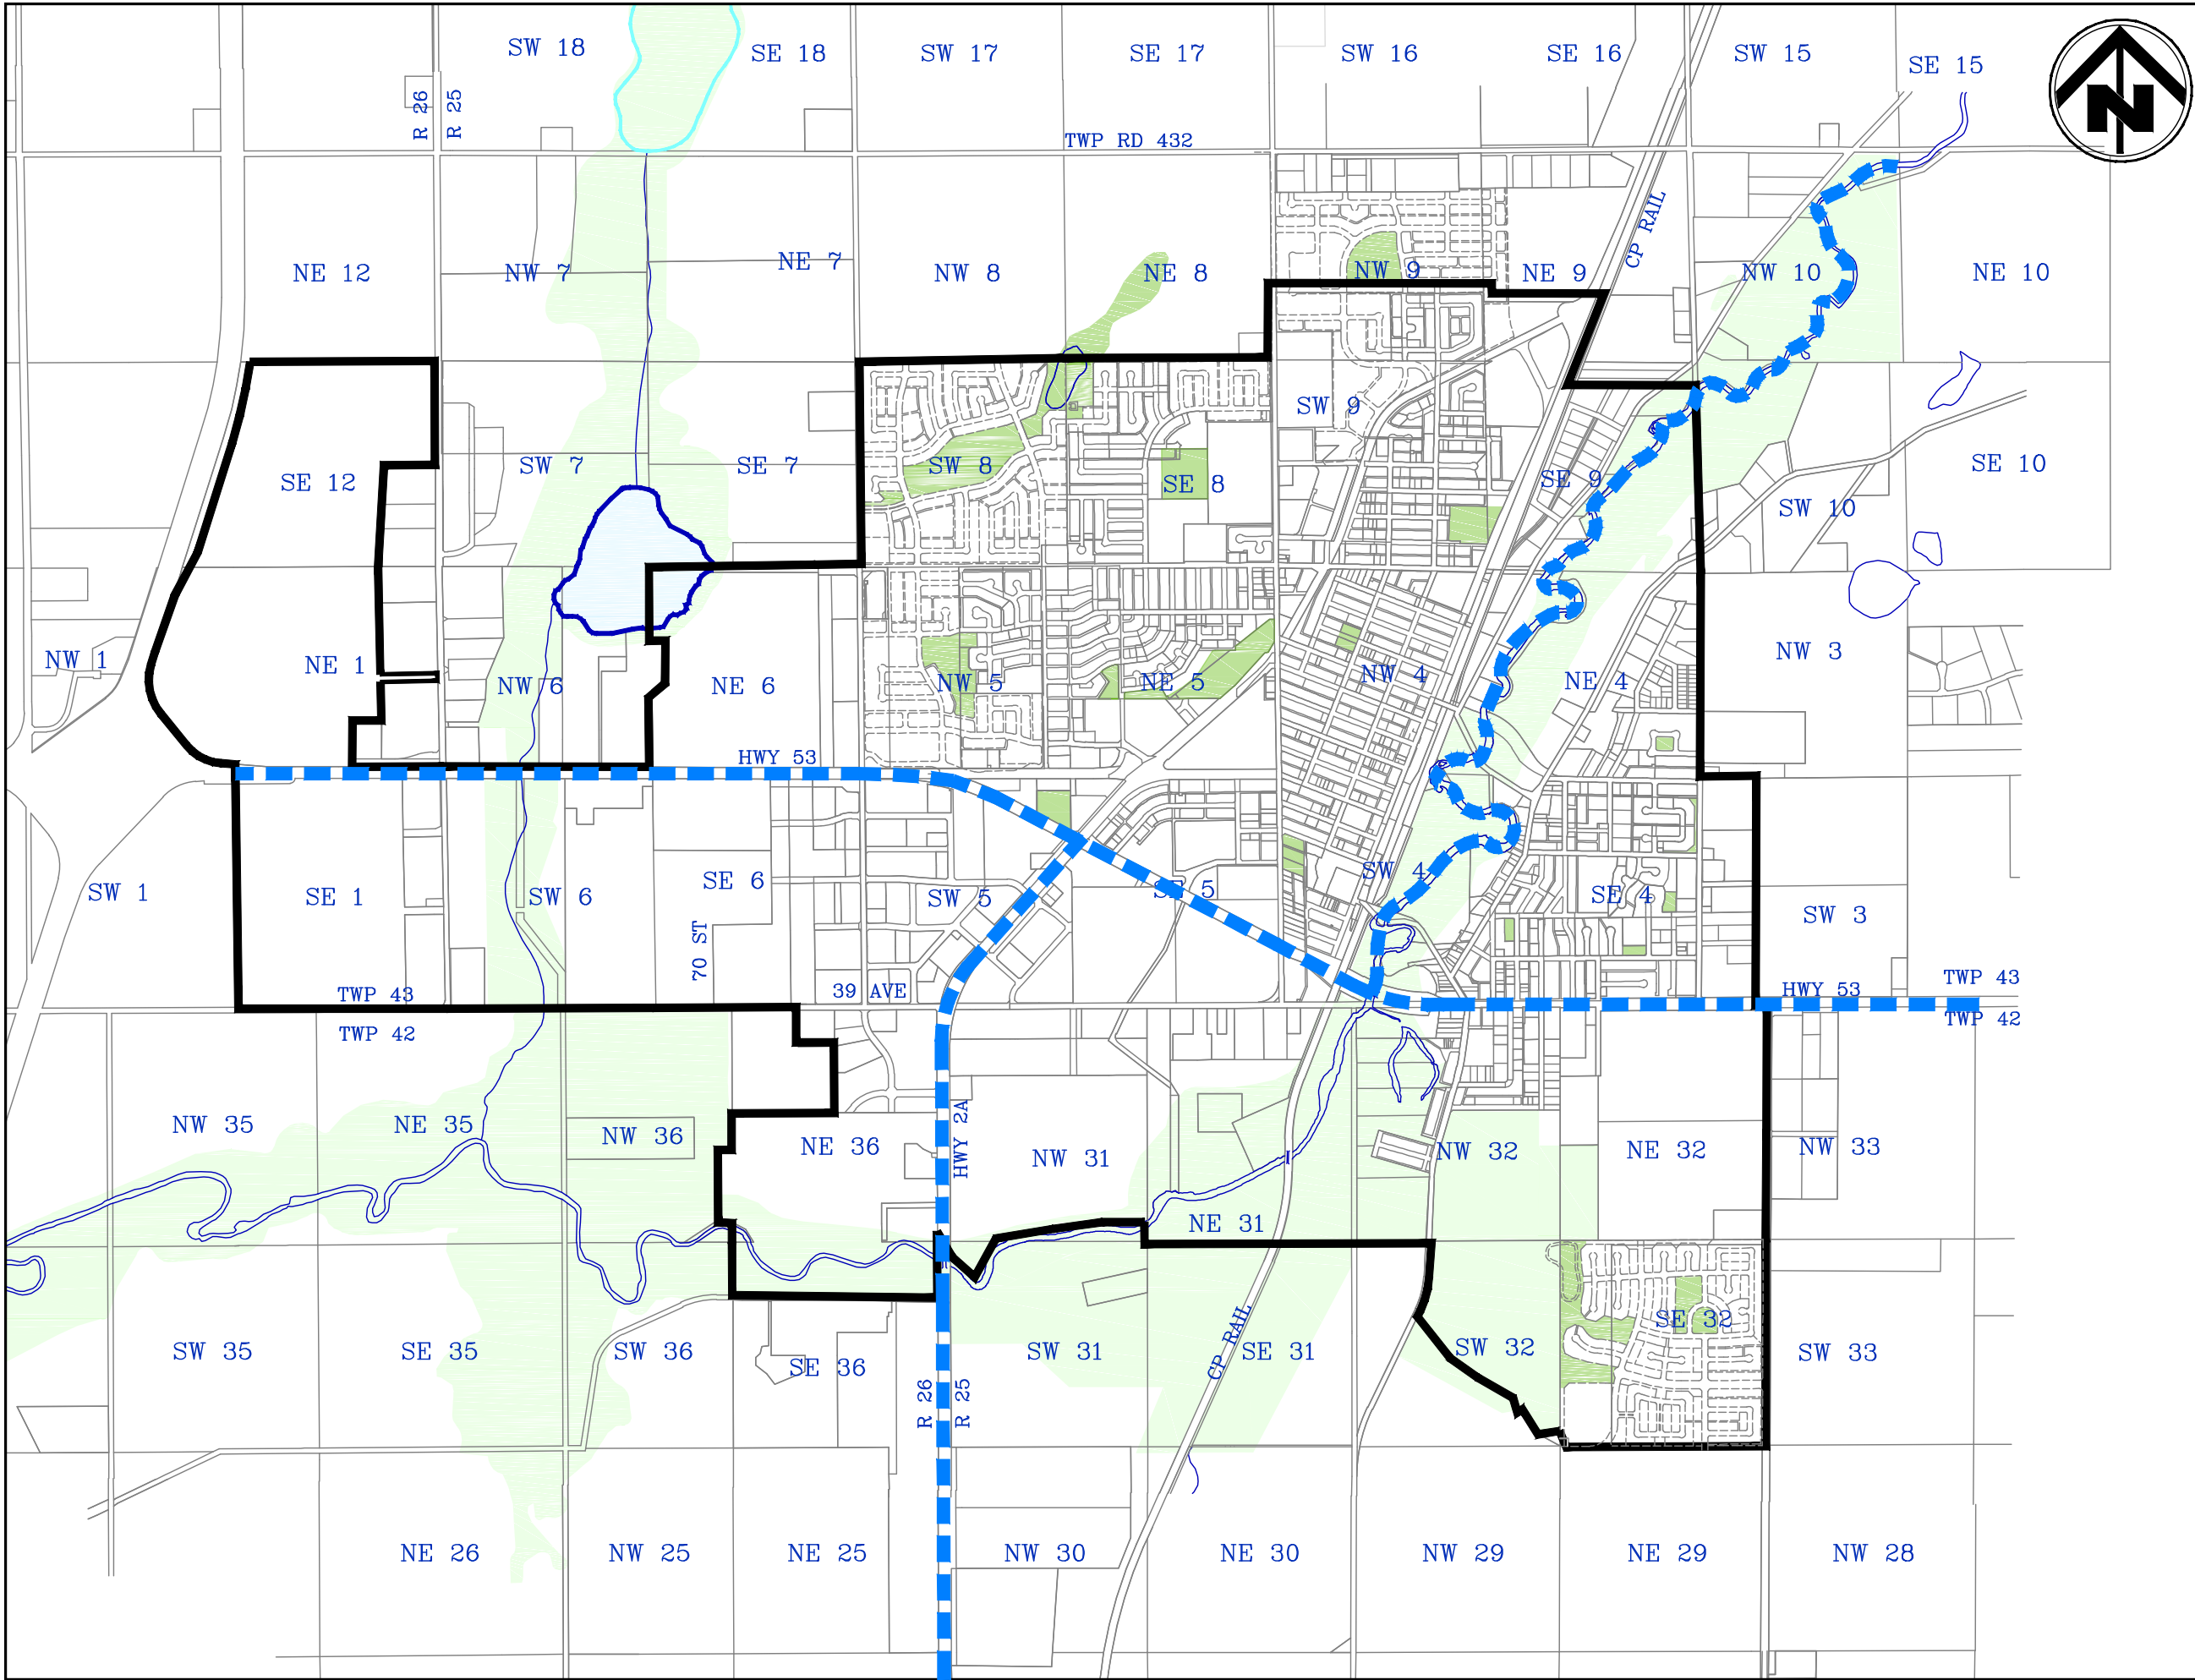 SW 18
SE 18
SW 17
SE 17
SW 16
SE 16
SW 15
SE 15
N
R 26
R 25
TWP RD 432
CP RAIL
NE 12
NW 7
NE 7
NW 8
NE 8
NW 9
NE 9
NW 10
NE 10
SE 12
SW 7
SE 7
SW 8
SE 8
SW 9
SE 9
SW 10
SE 10
NW 1
NE 1
NW 6
NE 6
NW 5
NE 5
NW 4
NE 4
NW 3
HWY 53
SW 1
SE 1
SW 6
SE 6
SW 5
SE 5
SW 4
SE 4
SW 3
70 ST
39 AVE
TWP 43
TWP 42
HWY 53
TWP 43
TWP 42
NW 35
NE 35
NW 36
NE 36
HWY 2A
NW 31
NE 31
NW 32
NE 32
NW 33
SW 35
SE 35
SW 36
SE 36
R 26
R 25
SW 31
CP RAIL
SE 31
SW 32
SE 32
SW 33
NE 26
NW 25
NE 25
NW 30
NE 30
NW 29
NE 29
NW 28